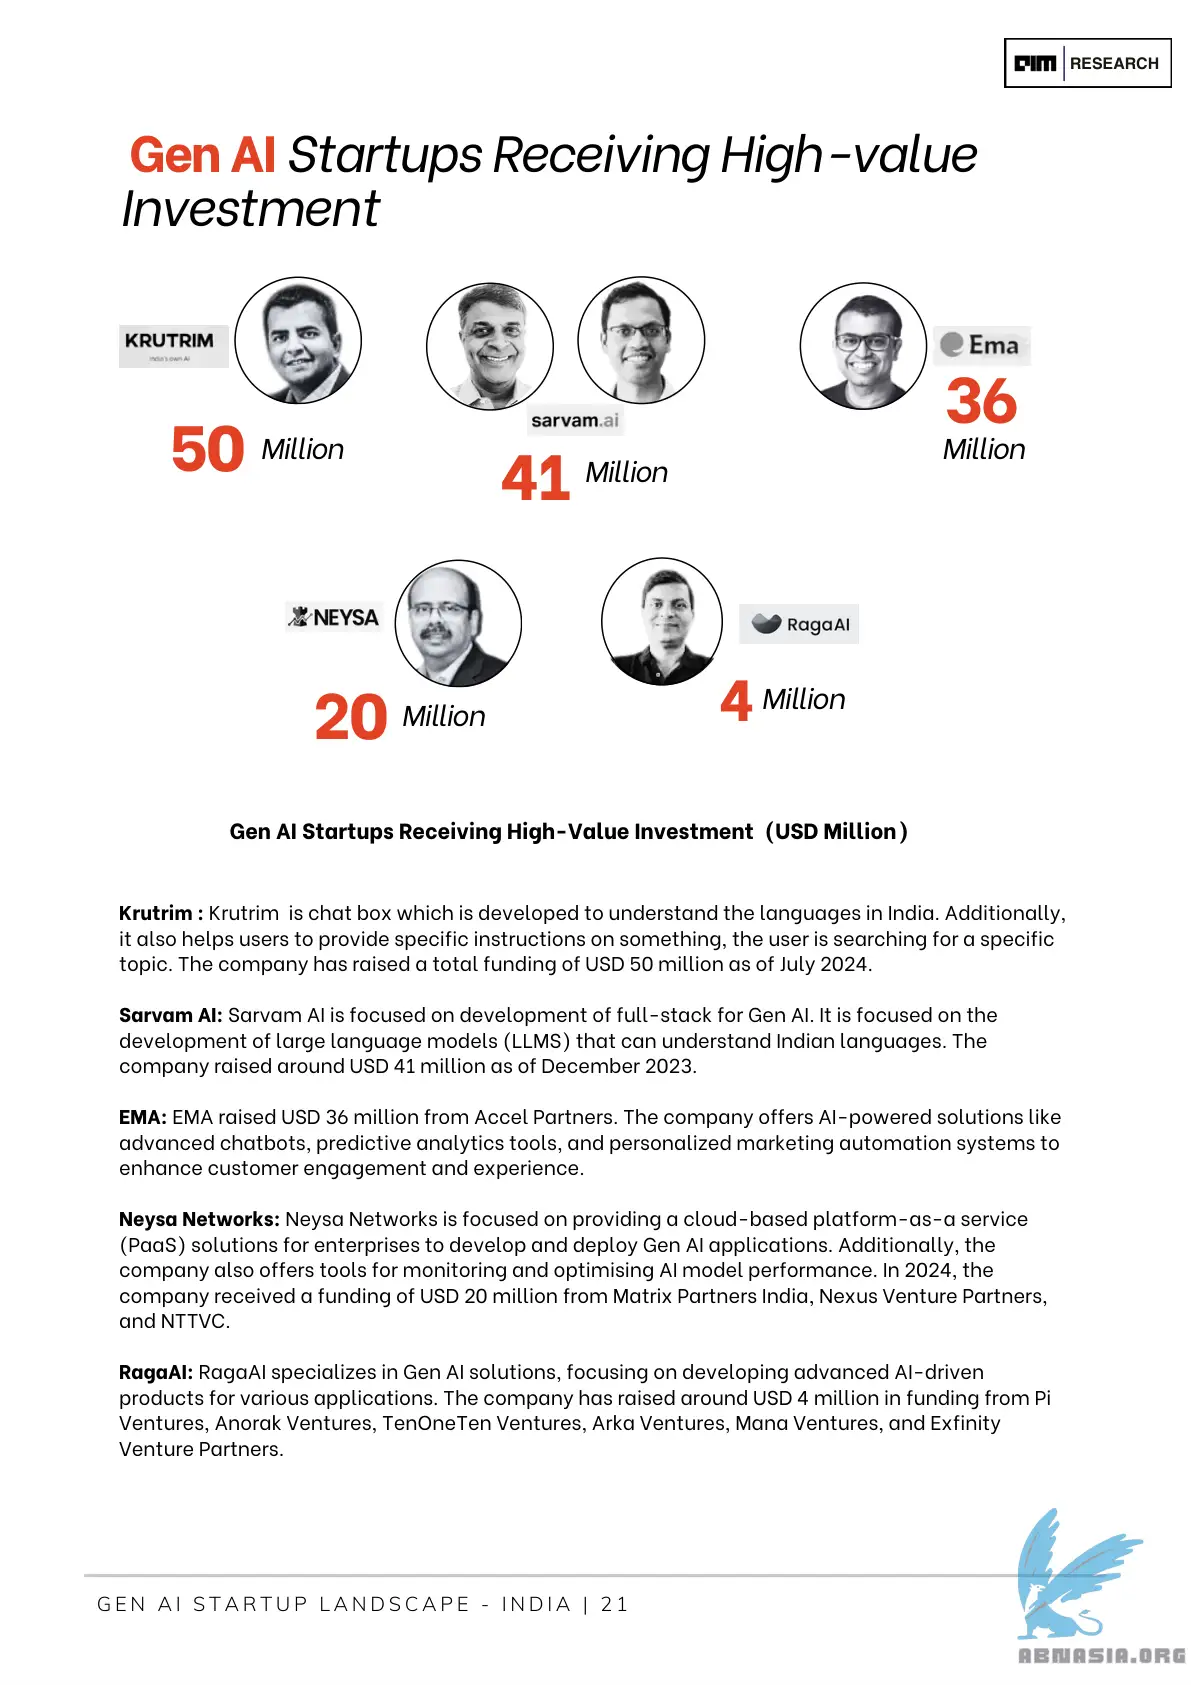 AIM RESEARCH
Gen AI Startups Receiving High-value
Investment
KRUTRIM
India's own AI
50 Million
sarvam.ai
41 Million
Ema
36
Million
NEYSA
20 Million
RagaAI
4 Million
Gen AI Startups Receiving High-Value Investment (USD Million)
Krutrim : Krutrim is chat box which is developed to understand the languages in India. Additionally,
it also helps users to provide specific instructions on something, the user is searching for a specific
topic. The company has raised a total funding of USD 50 million as of July 2024.
Sarvam AI: Sarvam AI is focused on development of full-stack for Gen AI. It is focused on the
development of large language models (LLMS) that can understand Indian languages. The
company raised around USD 41 million as of December 2023.
EMA: EMA raised USD 36 million from Accel Partners. The company offers AI-powered solutions like
advanced chatbots, predictive analytics tools, and personalized marketing automation systems to
enhance customer engagement and experience.
Neysa Networks: Neysa Networks is focused on providing a cloud-based platform-as-a service
(PaaS) solutions for enterprises to develop and deploy Gen AI applications. Additionally, the
company also offers tools for monitoring and optimising AI model performance. In 2024, the
company received a funding of USD 20 million from Matrix Partners India, Nexus Venture Partners,
and NTTVC.
RagaAI: RagaAI specializes in Gen AI solutions, focusing on developing advanced AI-driven
products for various applications. The company has raised around USD 4 million in funding from Pi
Ventures, Anorak Ventures, TenOneTen Ventures, Arka Ventures, Mana Ventures, and Exfinity
Venture Partners.
GEN AI STARTUP LANDSCAPE - INDIA | 21
ABNASIA.ORG